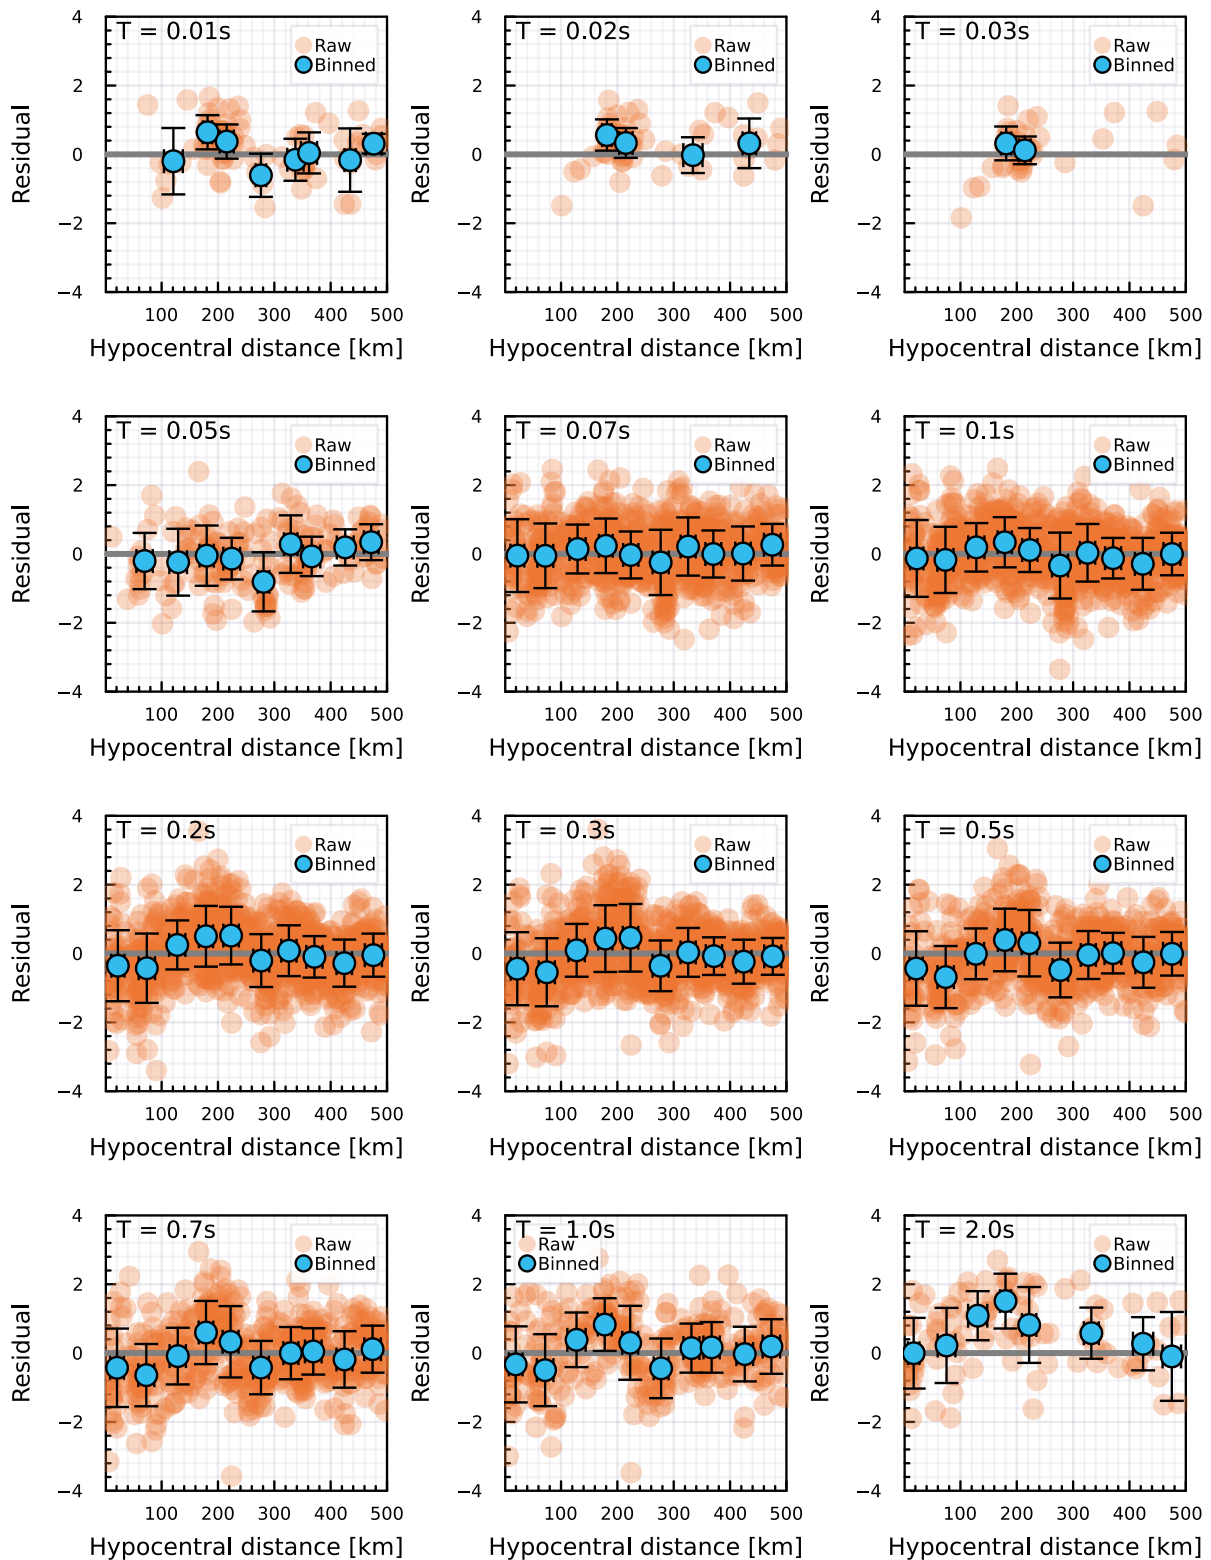 T = 0.01s
Raw
Binned
4
2
0
−2
−4
Residual
100 200 300 400 500
Hypocentral distance [km]
T = 0.02s
Raw
Binned
4
2
0
−2
−4
Residual
100 200 300 400 500
Hypocentral distance [km]
T = 0.03s
Raw
Binned
4
2
0
−2
−4
Residual
100 200 300 400 500
Hypocentral distance [km]
T = 0.05s
Raw
Binned
4
2
0
−2
−4
Residual
100 200 300 400 500
Hypocentral distance [km]
T = 0.07s
Raw
Binned
4
2
0
−2
−4
Residual
100 200 300 400 500
Hypocentral distance [km]
T = 0.1s
Raw
Binned
4
2
0
−2
−4
Residual
100 200 300 400 500
Hypocentral distance [km]
T = 0.2s
Raw
Binned
4
2
0
−2
−4
Residual
100 200 300 400 500
Hypocentral distance [km]
T = 0.3s
Raw
Binned
4
2
0
−2
−4
Residual
100 200 300 400 500
Hypocentral distance [km]
T = 0.5s
Raw
Binned
4
2
0
−2
−4
Residual
100 200 300 400 500
Hypocentral distance [km]
T = 0.7s
Raw
Binned
4
2
0
−2
−4
Residual
100 200 300 400 500
Hypocentral distance [km]
T = 1.0s
Raw
Binned
4
2
0
−2
−4
Residual
100 200 300 400 500
Hypocentral distance [km]
T = 2.0s
Raw
Binned
4
2
0
−2
−4
Residual
100 200 300 400 500
Hypocentral distance [km]